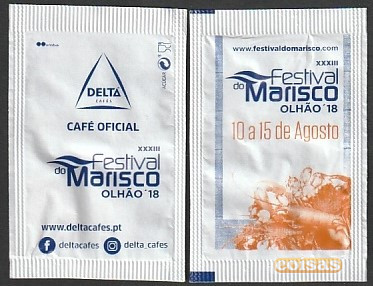 DELTA
CAFÉS
AÇÚCAR
CAFÉ OFICIAL
XXXIII
Festival
do Marisco
OLHÃO'18
www.deltacafes.pt
deltacafes
delta_cafes
www.festivaldomarisco.com
XXXIII
Festival
do Marisco
OLHÃO'18
10 a 15 de Agosto
coisas